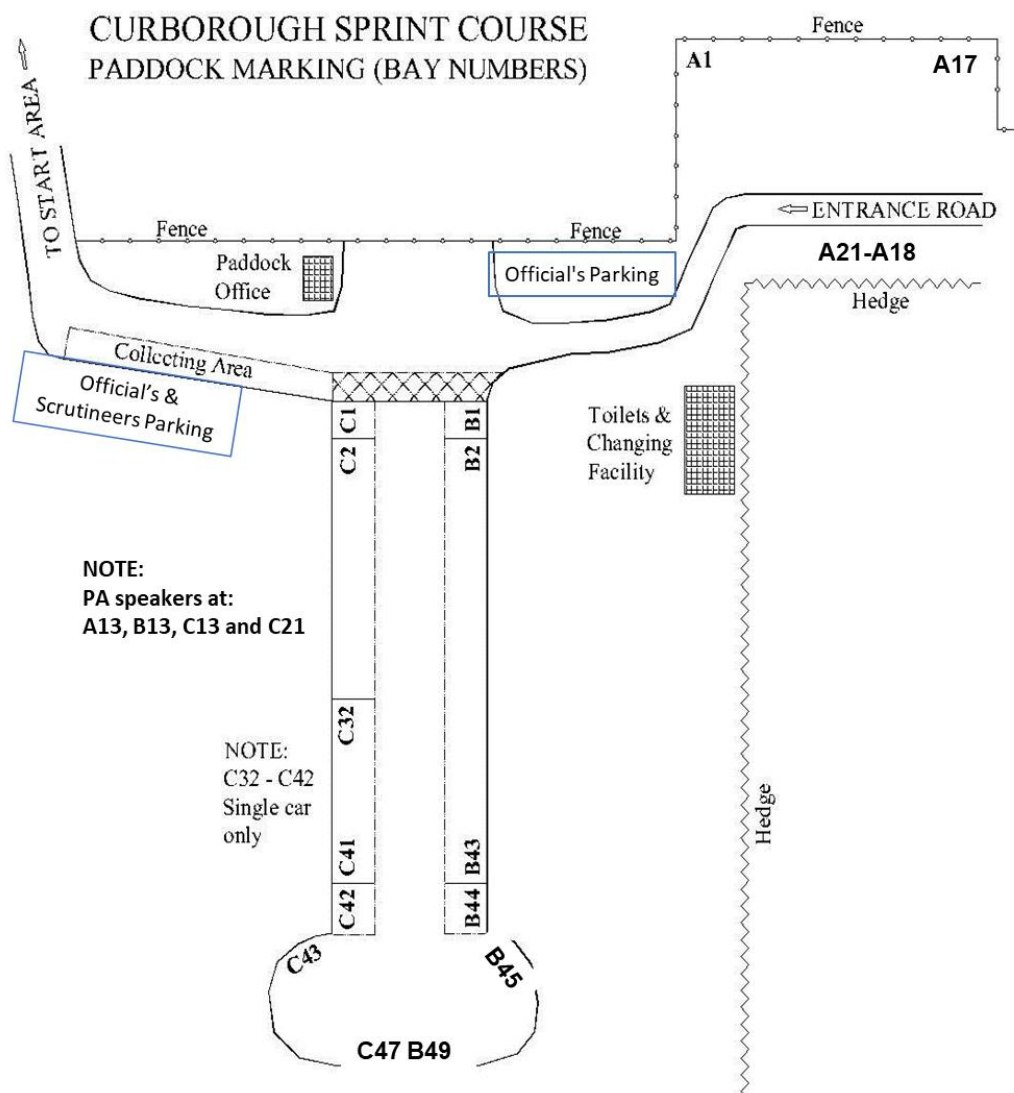 CURBOROUGH SPRINT COURSE
PADDOCK MARKING (BAY NUMBERS)
Fence
A1
A17
TO START AREA
ENTRANCE ROAD
Fence
Fence
Paddock
Office
Official's Parking
A21-A18
Hedge
Collecting Area
Official's &
Scrutineers Parking
C1
B1
C2
B2
Toilets &
Changing
Facility
NOTE:
PA speakers at:
A13, B13, C13 and C21
C32
NOTE:
C32 - C42
Single car
only
Hedge
C41
B43
C42
B44
C43
B45
C47 B49